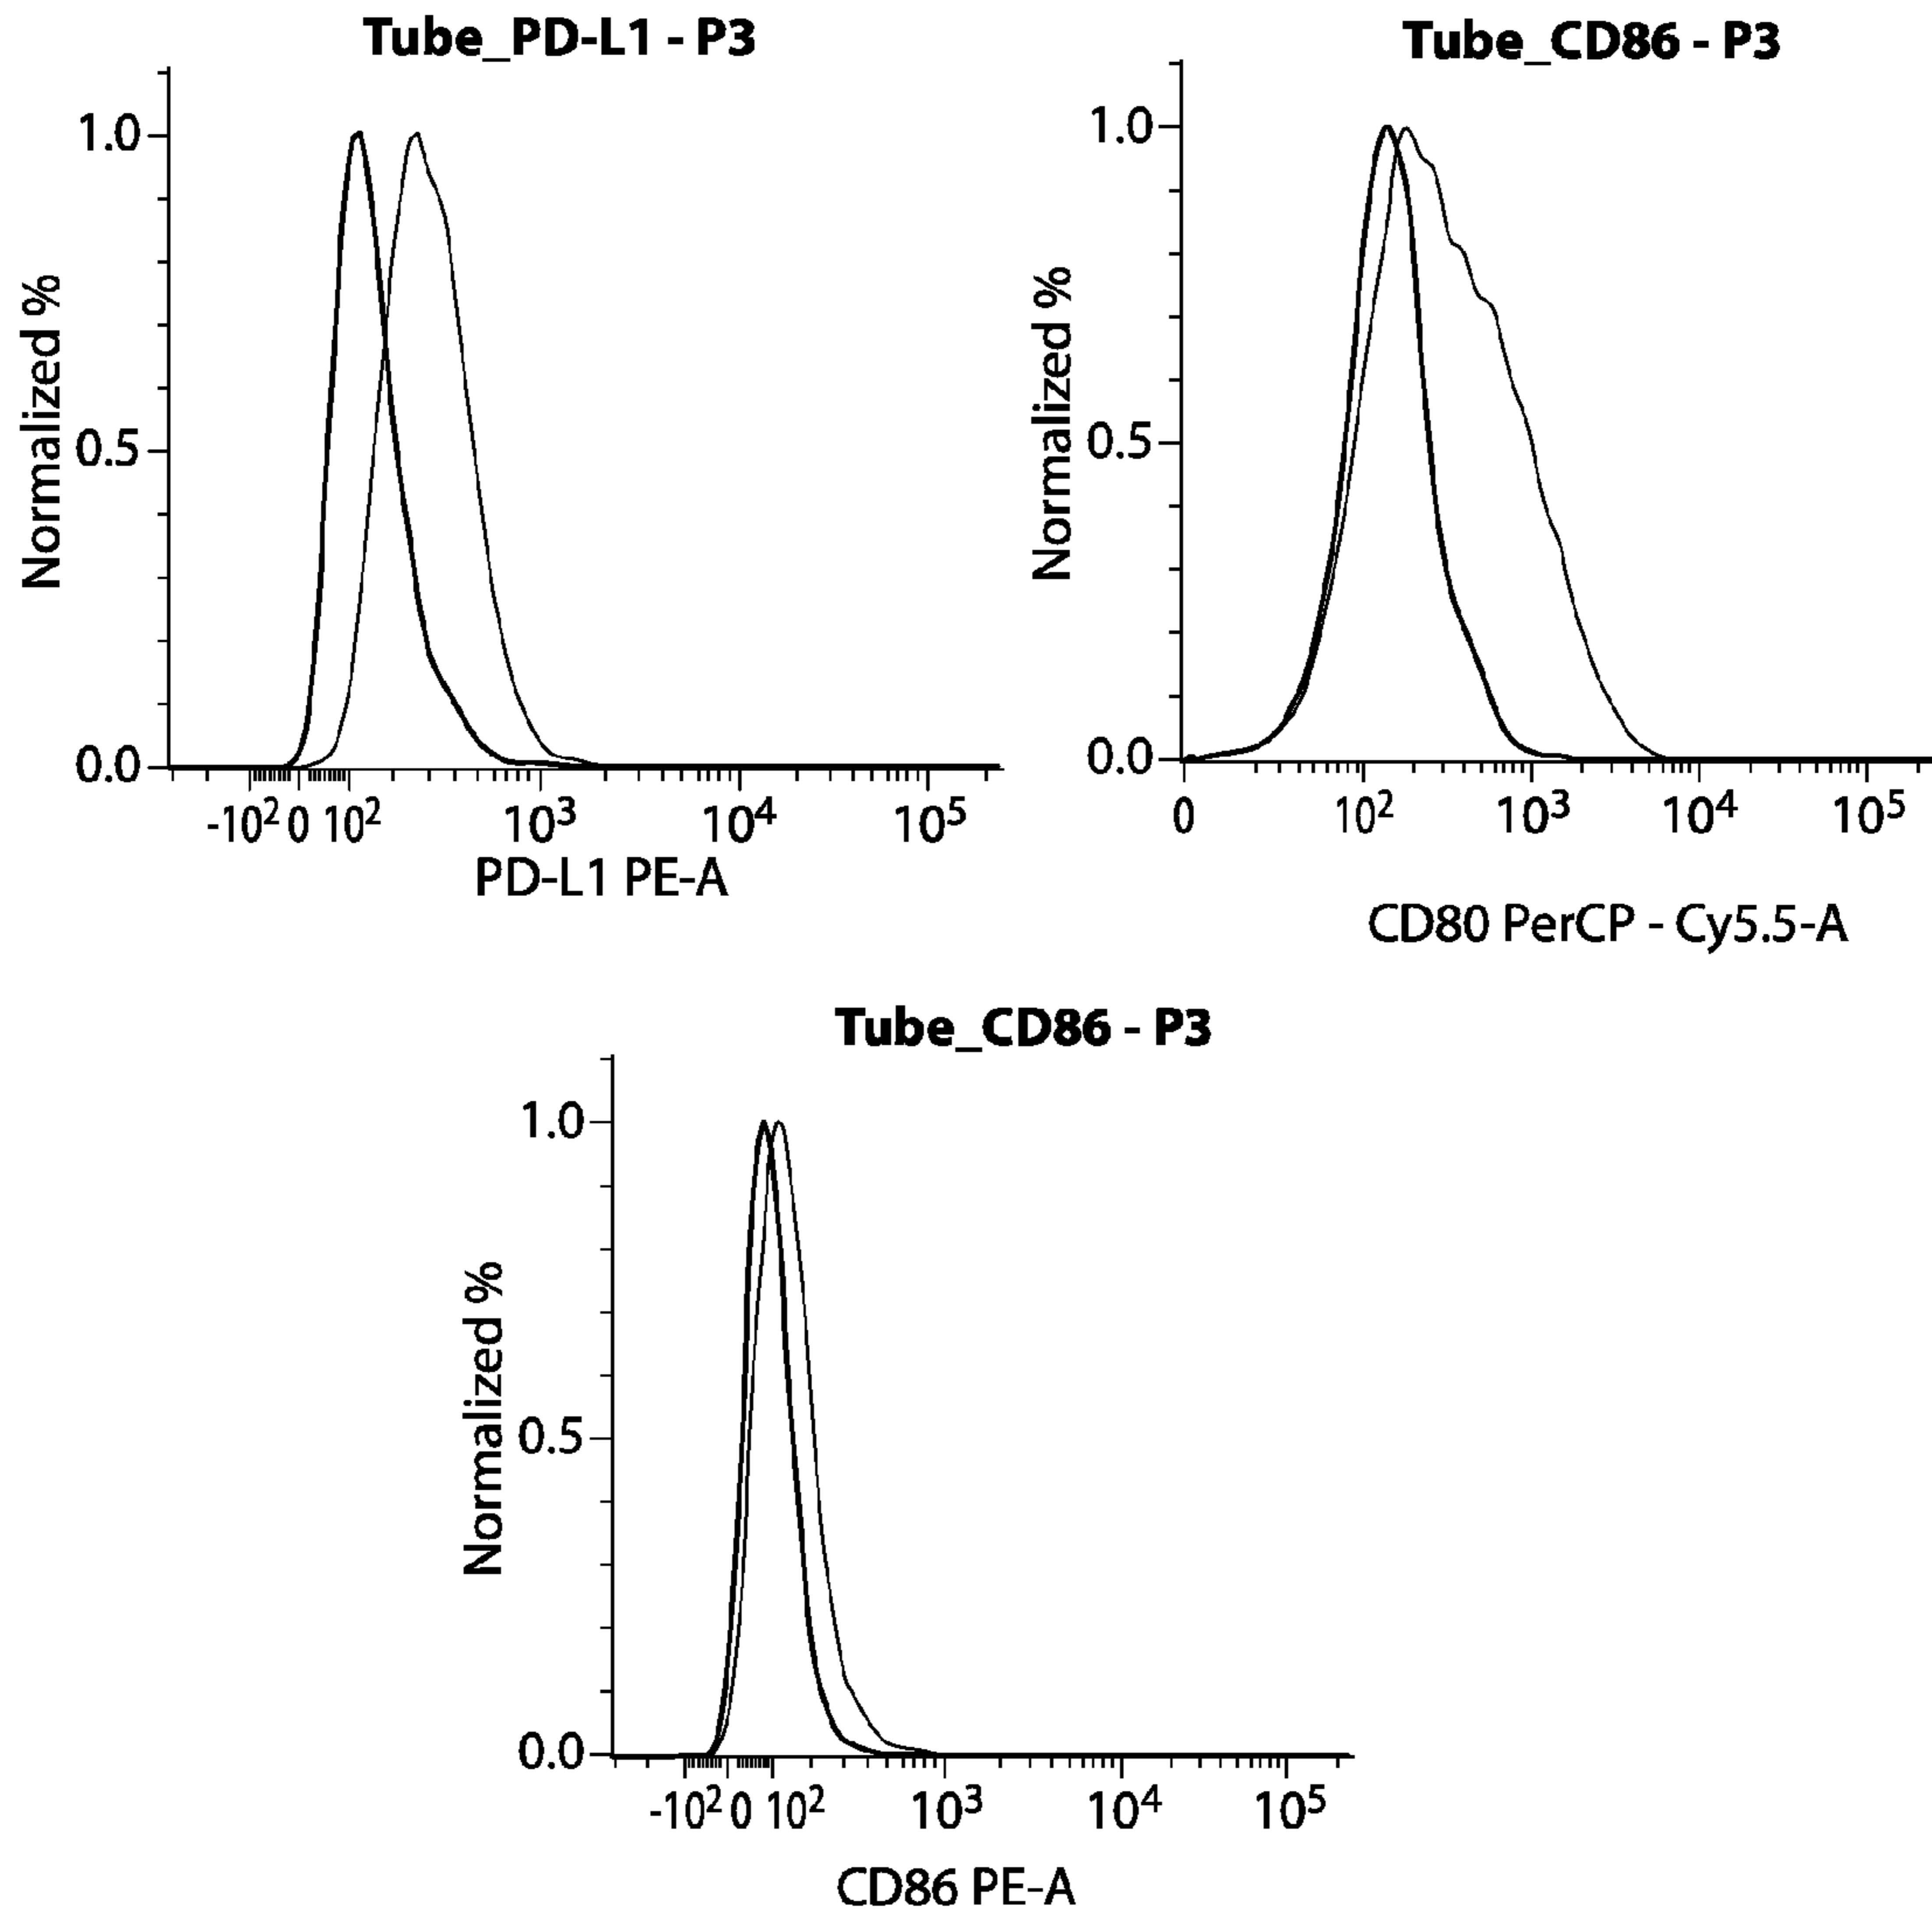 Tube_PD-L1 - P3
1.0
0.5
0.0
Normalized %
-10² 0 10² 10³ 10⁴ 10⁵
PD-L1 PE-A
Tube_CD86 - P3
1.0
0.5
0.0
Normalized %
0 10² 10³ 10⁴ 10⁵
CD80 PerCP - Cy5.5-A
Tube_CD86 - P3
1.0
0.5
0.0
Normalized %
-10² 0 10² 10³ 10⁴ 10⁵
CD86 PE-A